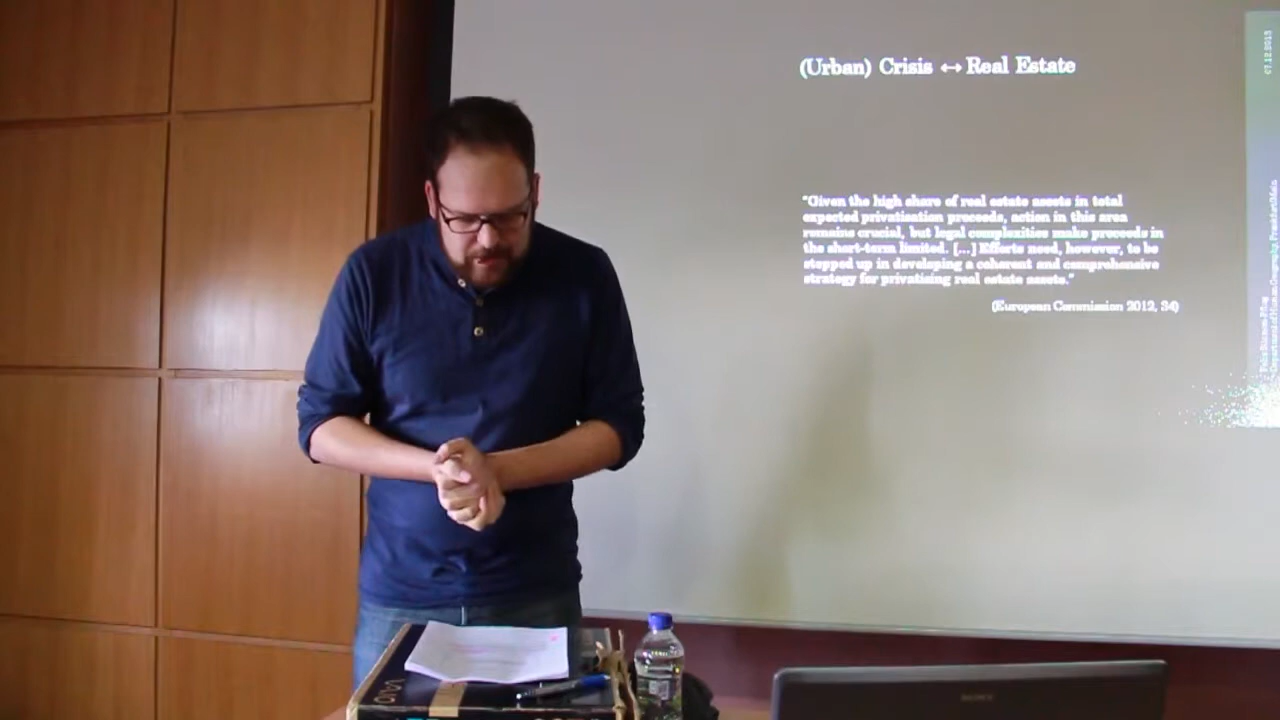 (Urban) Crisis ↔ Real Estate
"Given the high share of real estate assets in total
expected privatisation proceeds, action in this area
remains crucial, but legal complexities make proceeds in
the short-term limited. [...] Efforts need, however, to be
stepped up in developing a coherent and comprehensive
strategy for privatising real estate assets."
(European Commission 2012, 34)
VAIO
SONY